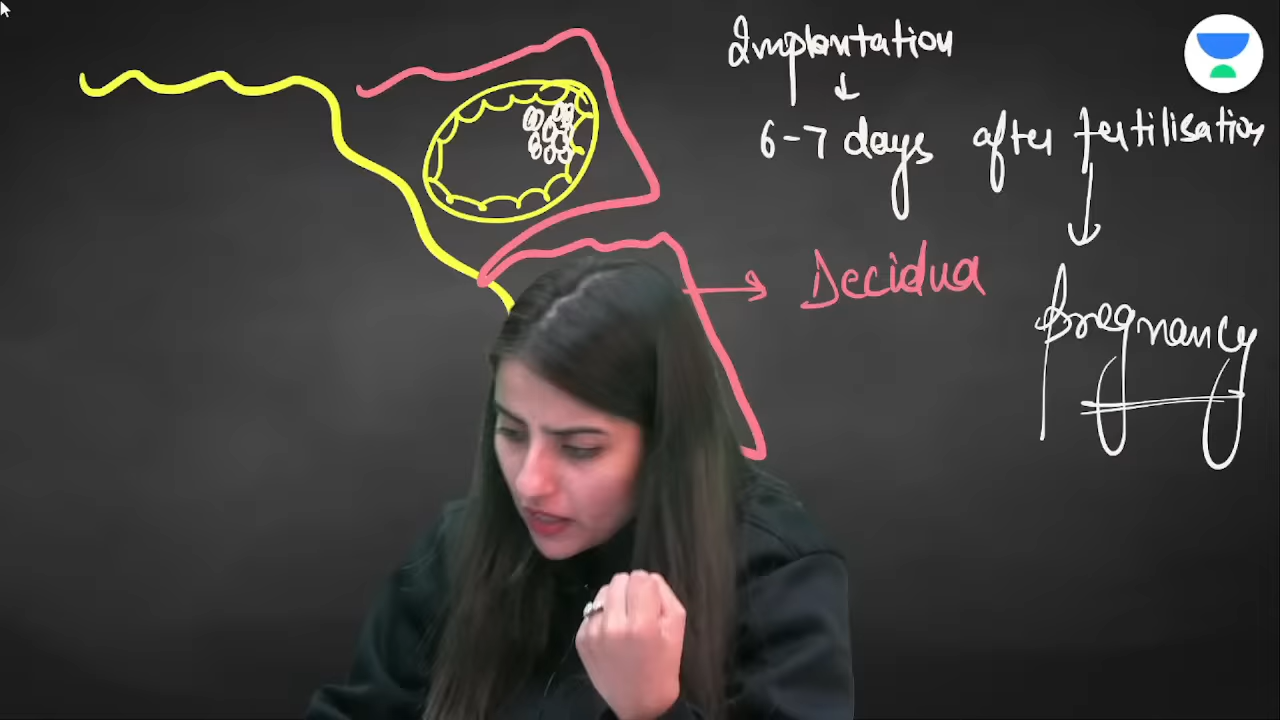 Implantation
↓
6-7 days after fertilisation
↓
Decidua
pregnancy